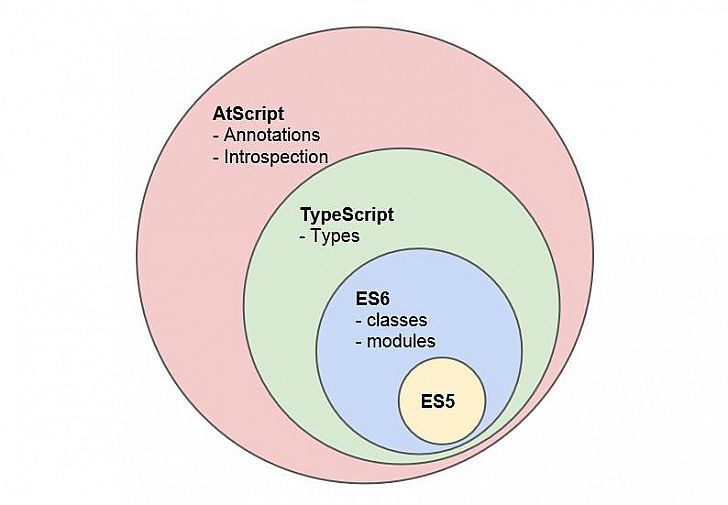 AtScript
- Annotations
- Introspection
TypeScript
- Types
ES6
- classes
- modules
ES5